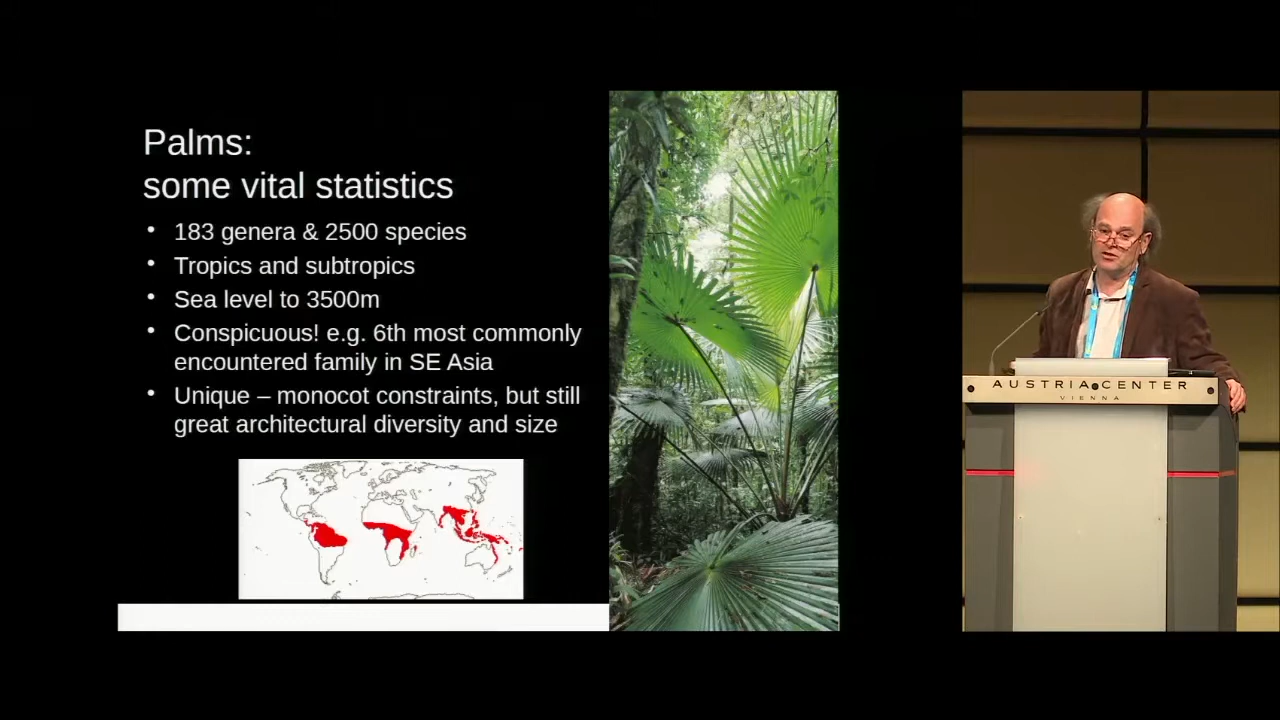 Palms:
some vital statistics
• 183 genera & 2500 species
• Tropics and subtropics
• Sea level to 3500m
• Conspicuous! e.g. 6th most commonly
encountered family in SE Asia
• Unique – monocot constraints, but still
great architectural diversity and size
AUSTRIA CENTER
VIENNA